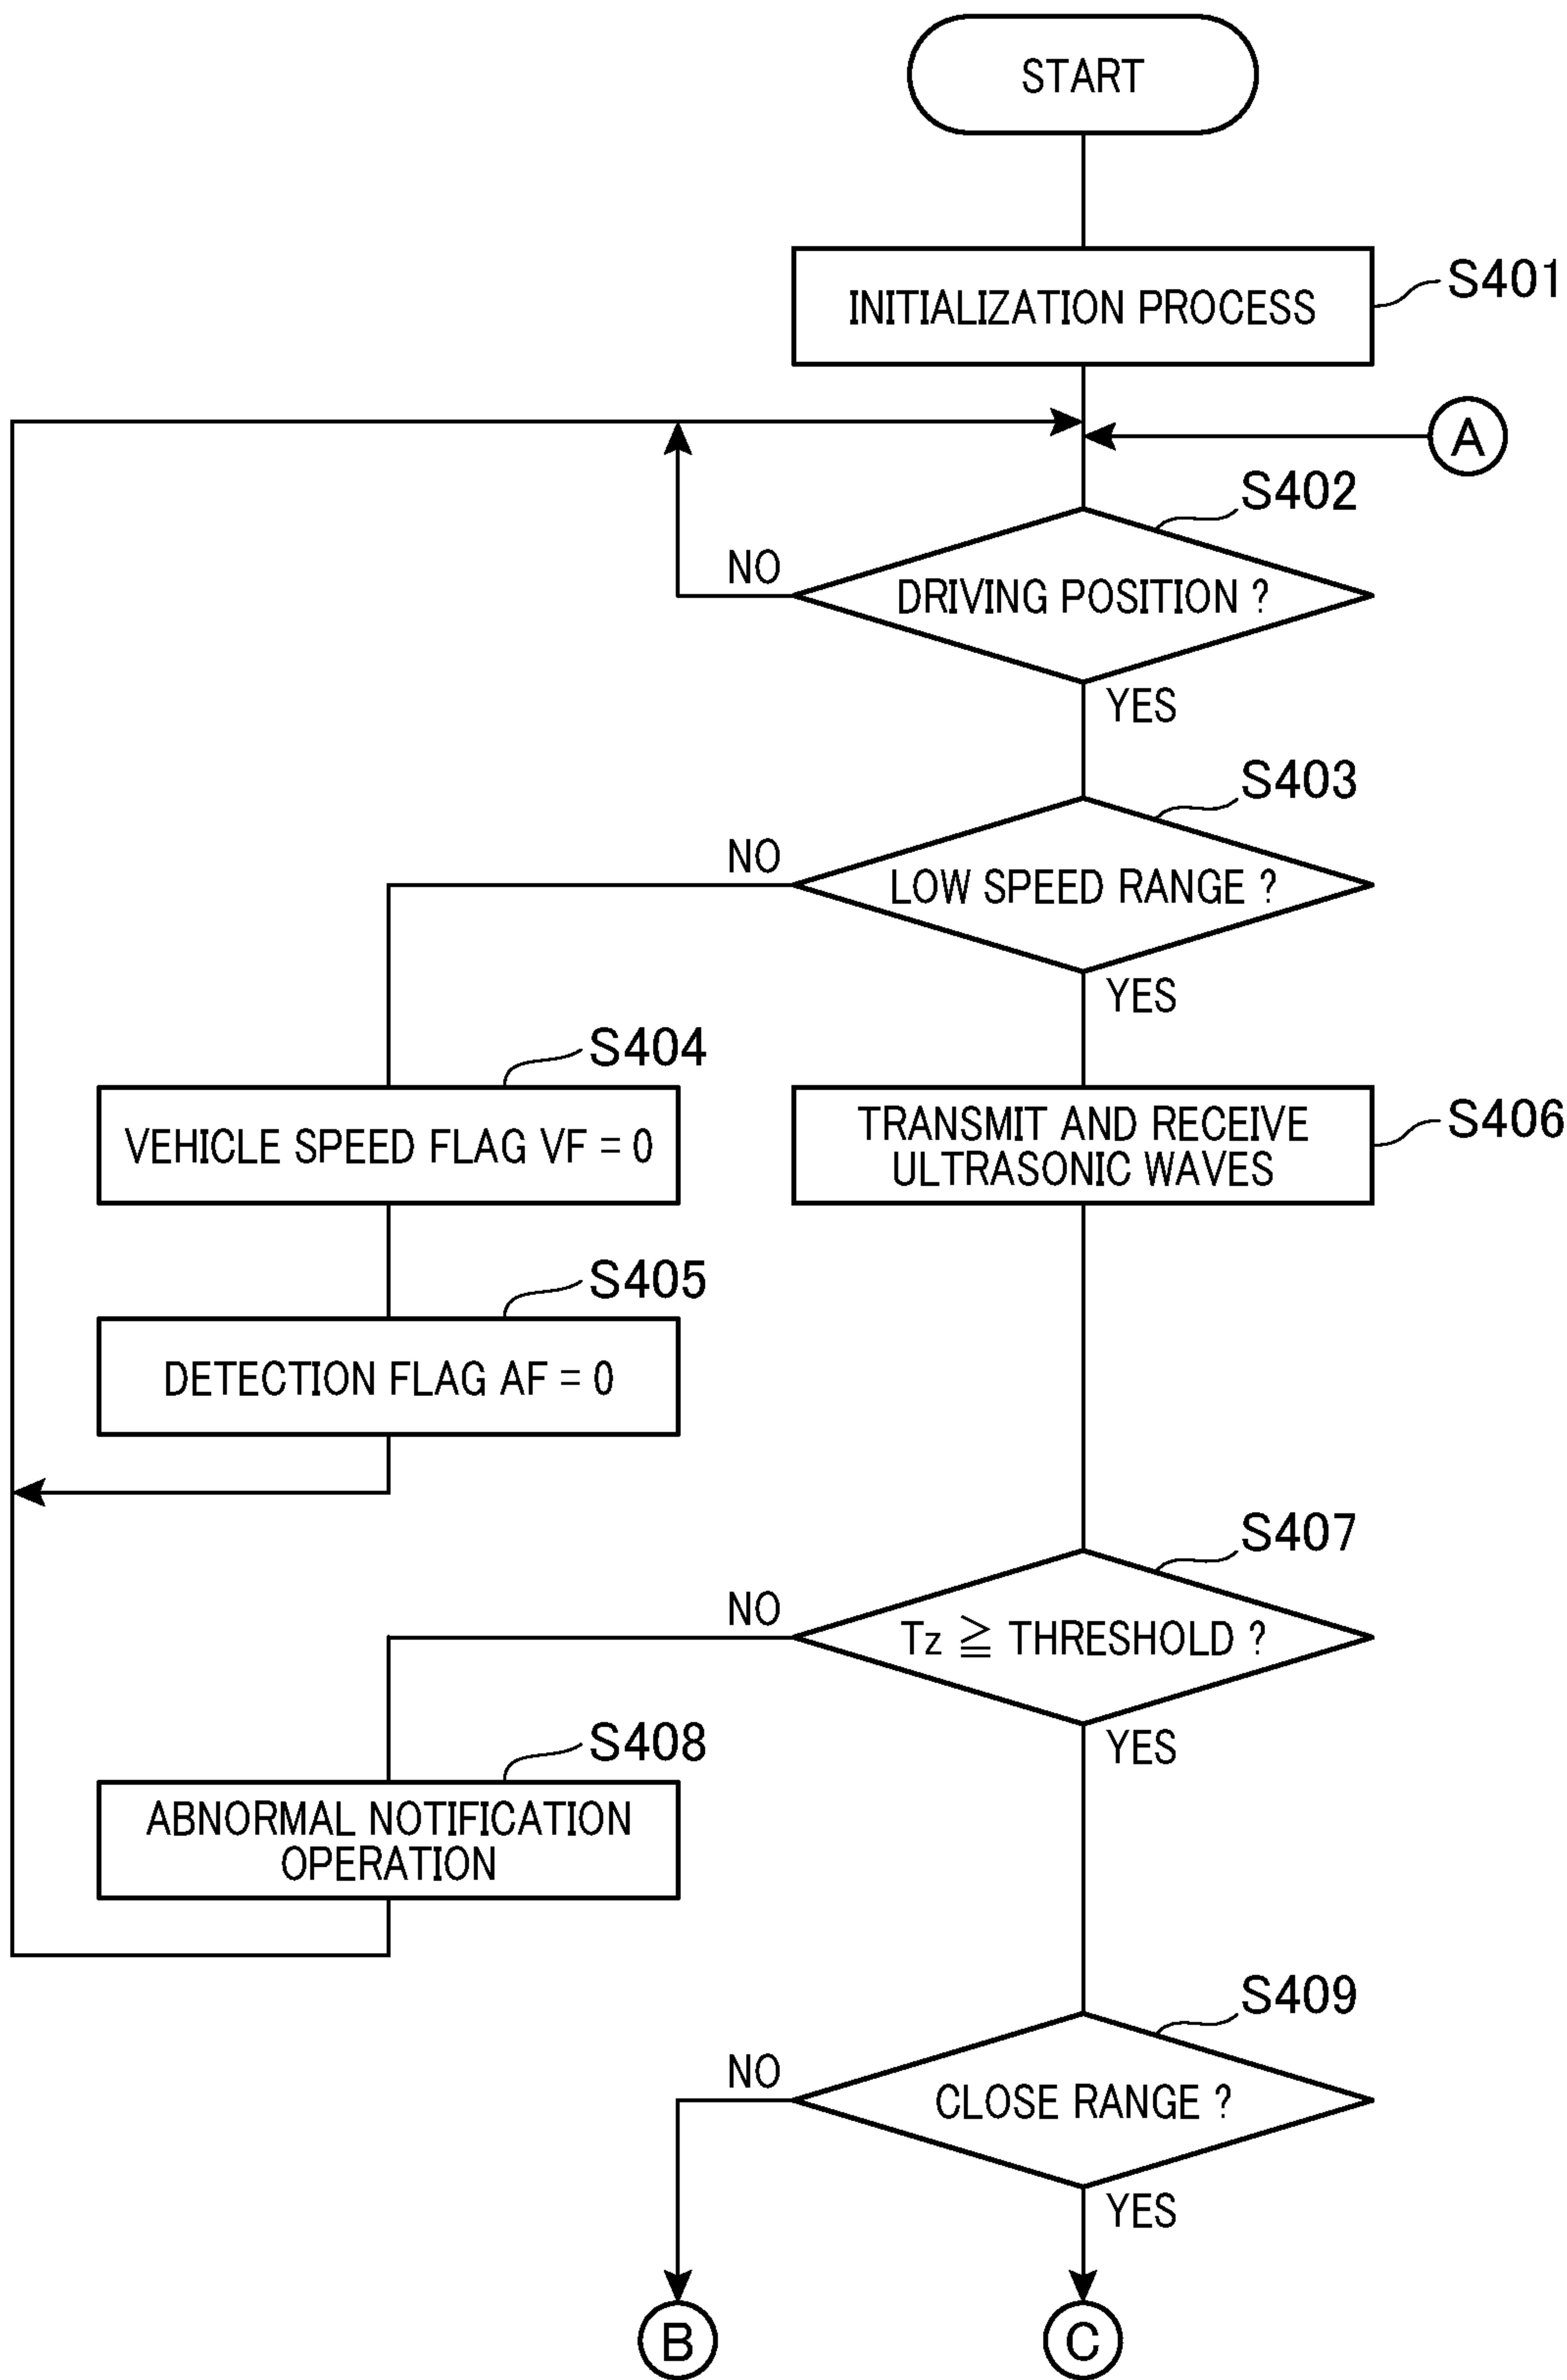 START
INITIALIZATION PROCESS
S401
A
S402
DRIVING POSITION ?
NO
YES
S403
LOW SPEED RANGE ?
NO
YES
S404
VEHICLE SPEED FLAG VF = 0
S406
TRANSMIT AND RECEIVE
ULTRASONIC WAVES
S405
DETECTION FLAG AF = 0
S407
Tz ≧ THRESHOLD ?
NO
YES
S408
ABNORMAL NOTIFICATION
OPERATION
S409
CLOSE RANGE ?
NO
YES
B
C